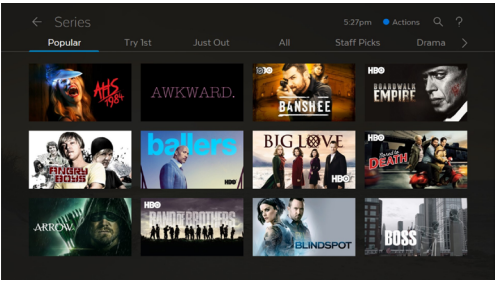 ← Series
5:27pm
Actions
?
Popular
Try 1st
Just Out
All
Staff Picks
Drama
AHS
1984
AWKWARD.
BANSHEE
HBO
BOARDWALK
EMPIRE
ANGRY
BOYS
ballers
HBO
BIG LOVE
HBO
HBO
Bored to
DEATH
ARROW
HBO
BAND OF BROTHERS
BLINDSPOT
BOSS